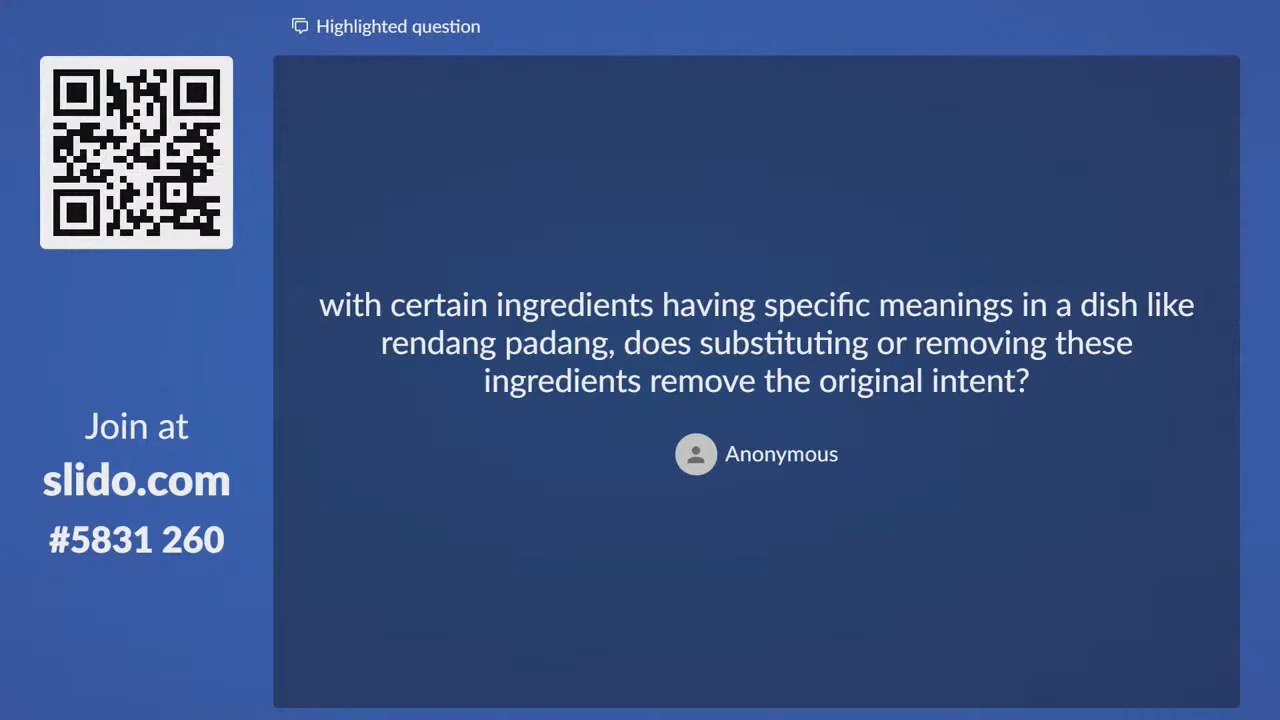 Highlighted question
with certain ingredients having specific meanings in a dish like
rendang padang, does substituting or removing these
ingredients remove the original intent?
Anonymous
Join at
slido.com
#5831 260